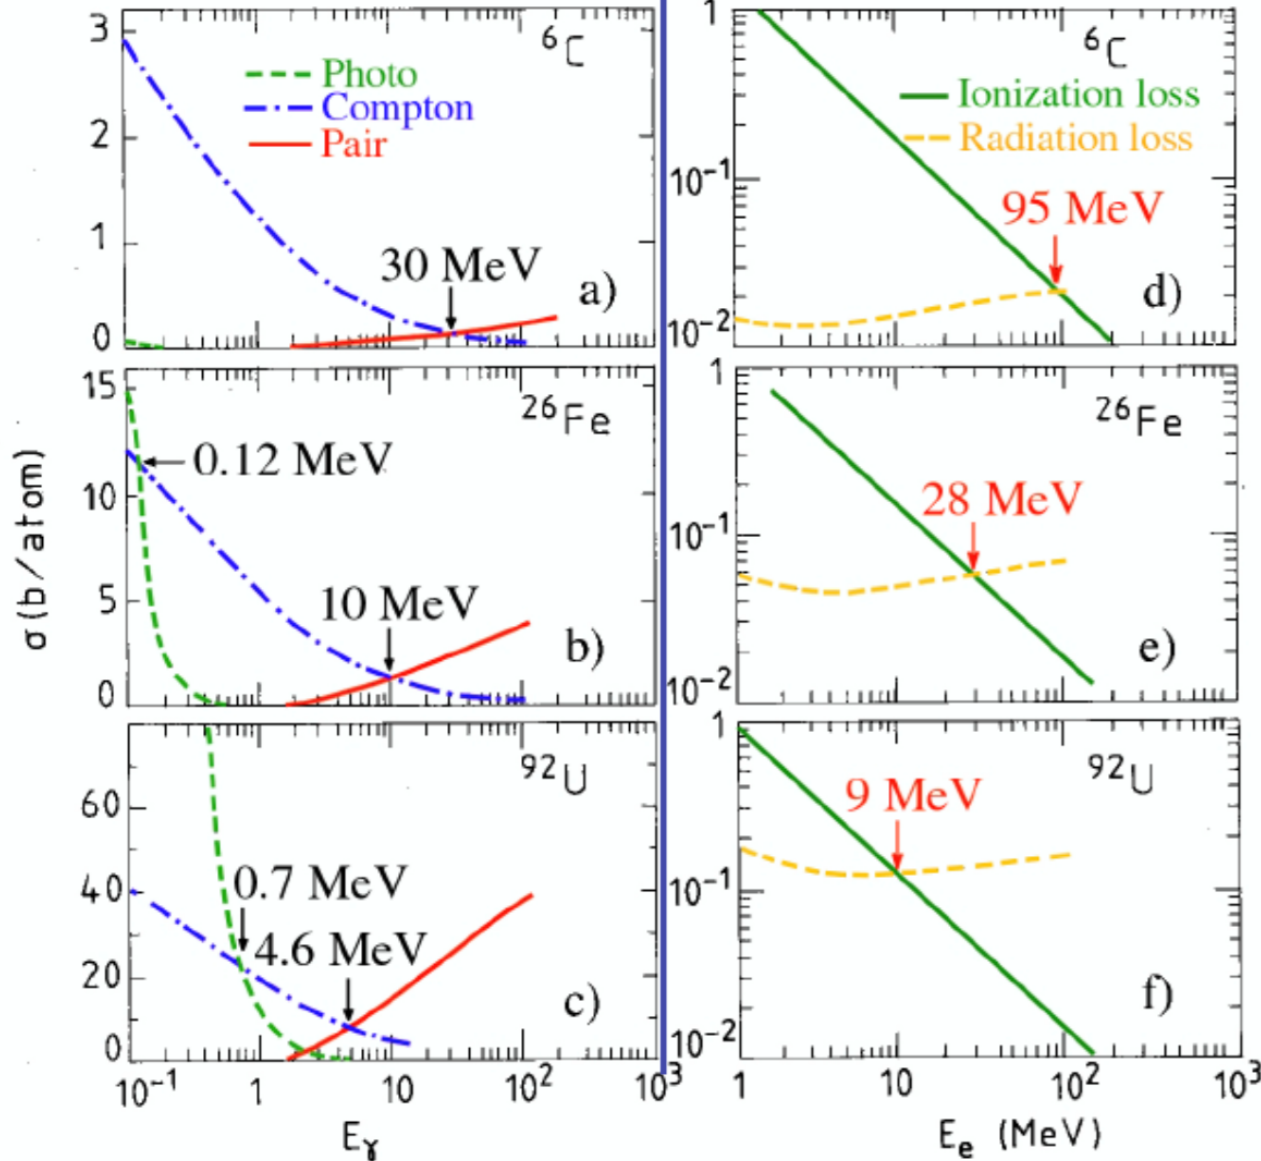 3
2
1
0
⁶C
Photo
Compton
Pair
30 MeV
a)
15
10
5
0
²⁶Fe
0.12 MeV
10 MeV
b)
σ (b/atom)
60
40
20
0
⁹²U
0.7 MeV
4.6 MeV
c)
10⁻¹ 1 10 10² 10³
Eγ
1
10⁻¹
10⁻²
⁶C
Ionization loss
Radiation loss
95 MeV
d)
1
10⁻¹
10⁻²
²⁶Fe
28 MeV
e)
1
10⁻¹
10⁻²
⁹²U
9 MeV
f)
1 10 10² 10³
Eₑ (MeV)